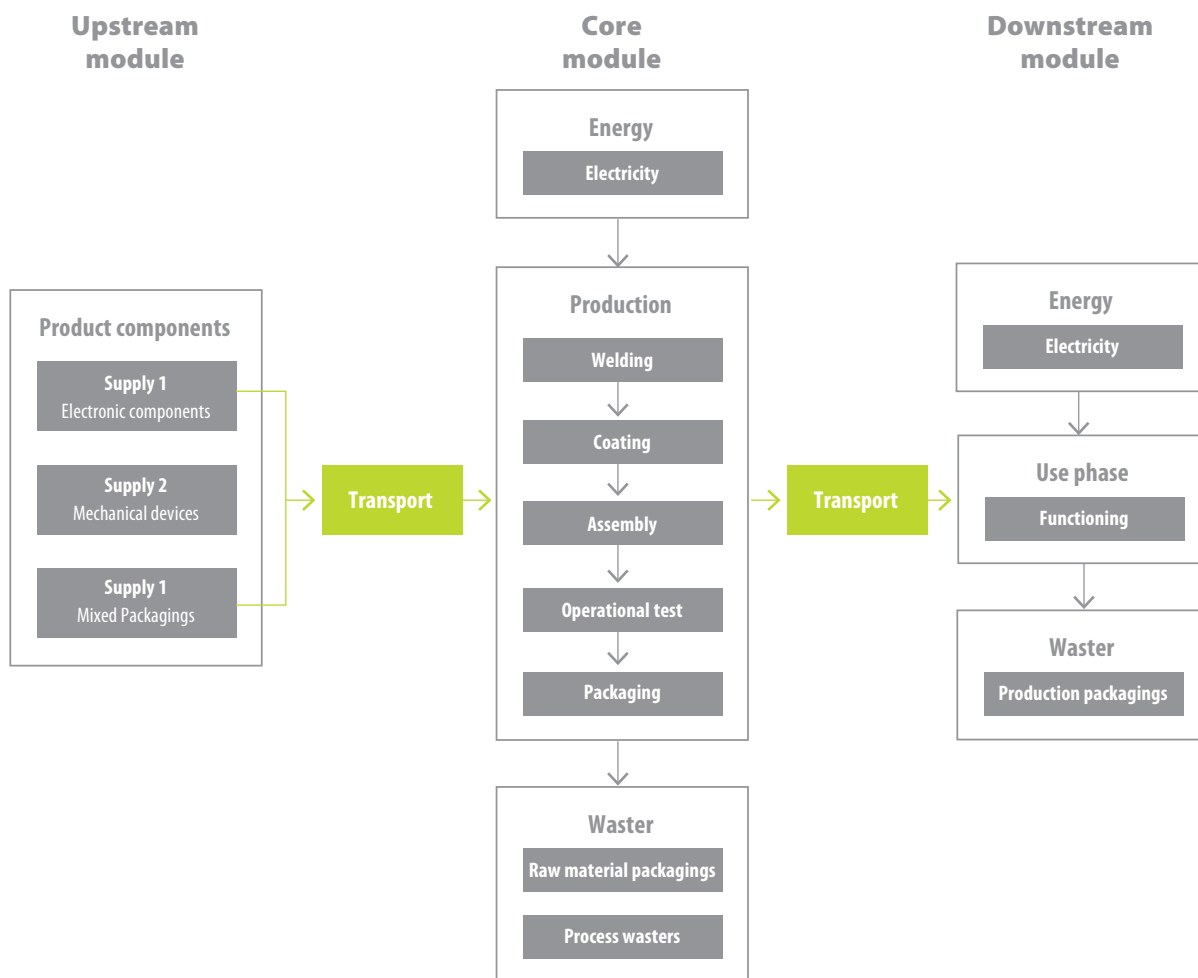 Upstream
module
Product components
Supply 1
Electronic components
Supply 2
Mechanical devices
Supply 1
Mixed Packagings
Transport
Core
module
Energy
Electricity
Production
Welding
Coating
Assembly
Operational test
Packaging
Waster
Raw material packagings
Process wasters
Transport
Downstream
module
Energy
Electricity
Use phase
Functioning
Waster
Production packagings